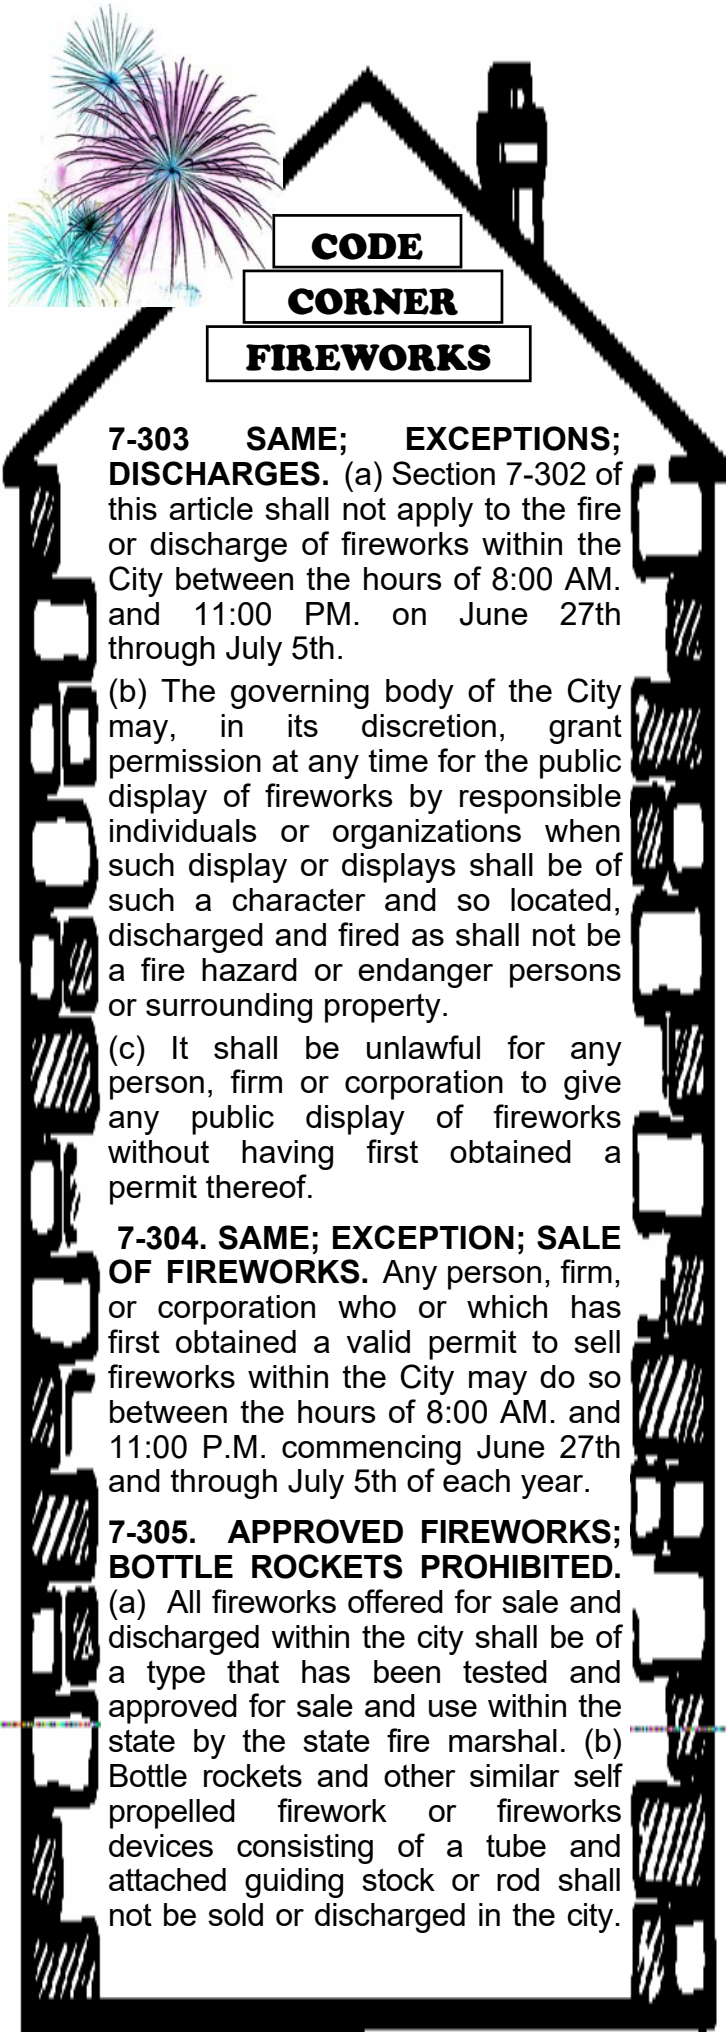 CODE
CORNER
FIREWORKS
7-303 SAME; EXCEPTIONS;
DISCHARGES. (a) Section 7-302 of
this article shall not apply to the fire
or discharge of fireworks within the
City between the hours of 8:00 AM.
and 11:00 PM. on June 27th
through July 5th.
(b) The governing body of the City
may, in its discretion, grant
permission at any time for the public
display of fireworks by responsible
individuals or organizations when
such display or displays shall be of
such a character and so located,
discharged and fired as shall not be
a fire hazard or endanger persons
or surrounding property.
(c) It shall be unlawful for any
person, firm or corporation to give
any public display of fireworks
without having first obtained a
permit thereof.
7-304. SAME; EXCEPTION; SALE
OF FIREWORKS. Any person, firm,
or corporation who or which has
first obtained a valid permit to sell
fireworks within the City may do so
between the hours of 8:00 AM. and
11:00 P.M. commencing June 27th
and through July 5th of each year.
7-305. APPROVED FIREWORKS;
BOTTLE ROCKETS PROHIBITED.
(a) All fireworks offered for sale and
discharged within the city shall be of
a type that has been tested and
approved for sale and use within the
state by the state fire marshal. (b)
Bottle rockets and other similar self
propelled firework or fireworks
devices consisting of a tube and
attached guiding stock or rod shall
not be sold or discharged in the city.